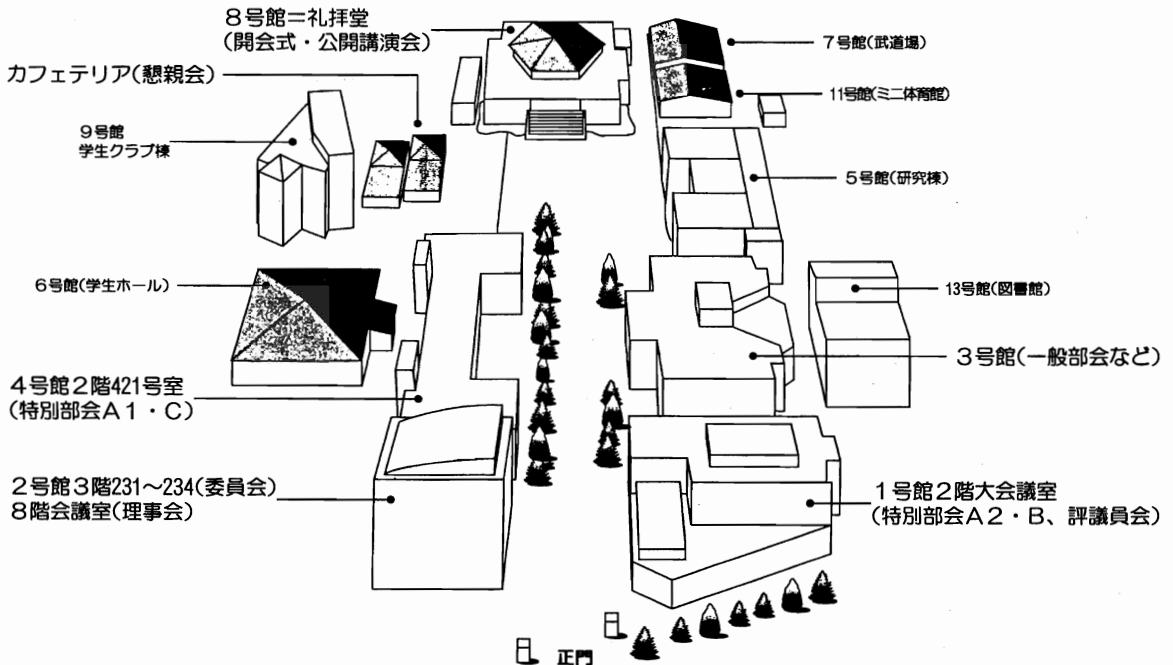 8号館＝礼拝堂
(開会式・公開講演会)
7号館(武道場)
カフェテリア(懇親会)
11号館(ミニ体育館)
9号館
学生クラブ棟
5号館(研究棟)
6号館(学生ホール)
13号館(図書館)
3号館(一般部会など)
4号館2階421号室
(特別部会A1・C)
2号館3階231～234(委員会)
8階会議室(理事会)
1号館2階大会議室
(特別部会A2・B、評議員会)
正門